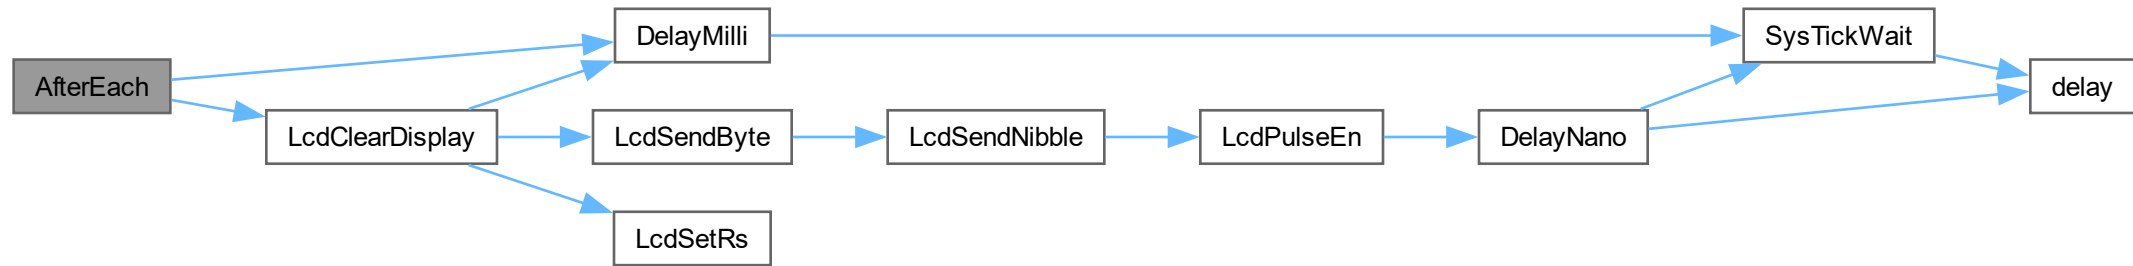 AfterEach
DelayMilli
LcdClearDisplay
LcdSendByte
LcdSetRs
LcdSendNibble
LcdPulseEn
DelayNano
SysTickWait
delay